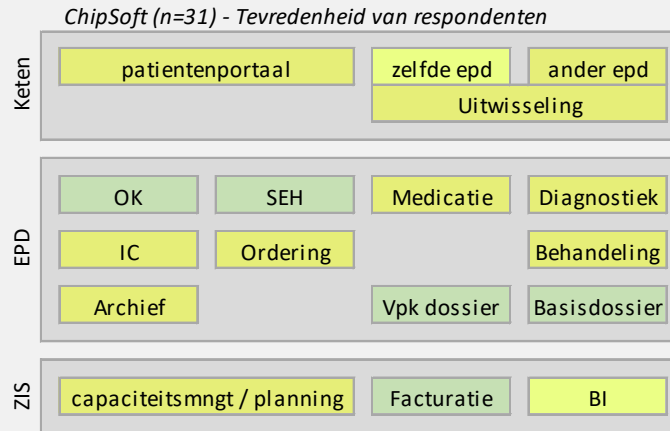 ChipSoft (n=31) - Tevredenheid van respondenten
Keten
patientenportaal
zelfde epd
ander epd
Uitwisseling
EPD
OK
SEH
Medicatie
Diagnostiek
IC
Ordering
Behandeling
Archief
Vpk dossier
Basisdossier
ZIS
capaciteitsmngt / planning
Facturatie
BI